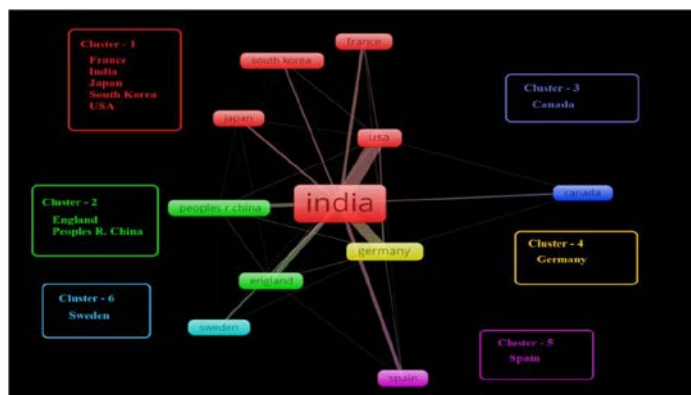 Cluster - 1
France
India
Japan
South Korea
USA
france
south korea
Cluster - 3
Canada
japan
usa
Cluster - 2
England
Peoples R. China
peoples r china
india
canada
germany
Cluster - 4
Germany
england
Cluster - 6
Sweden
sweden
Cluster - 5
Spain
spain